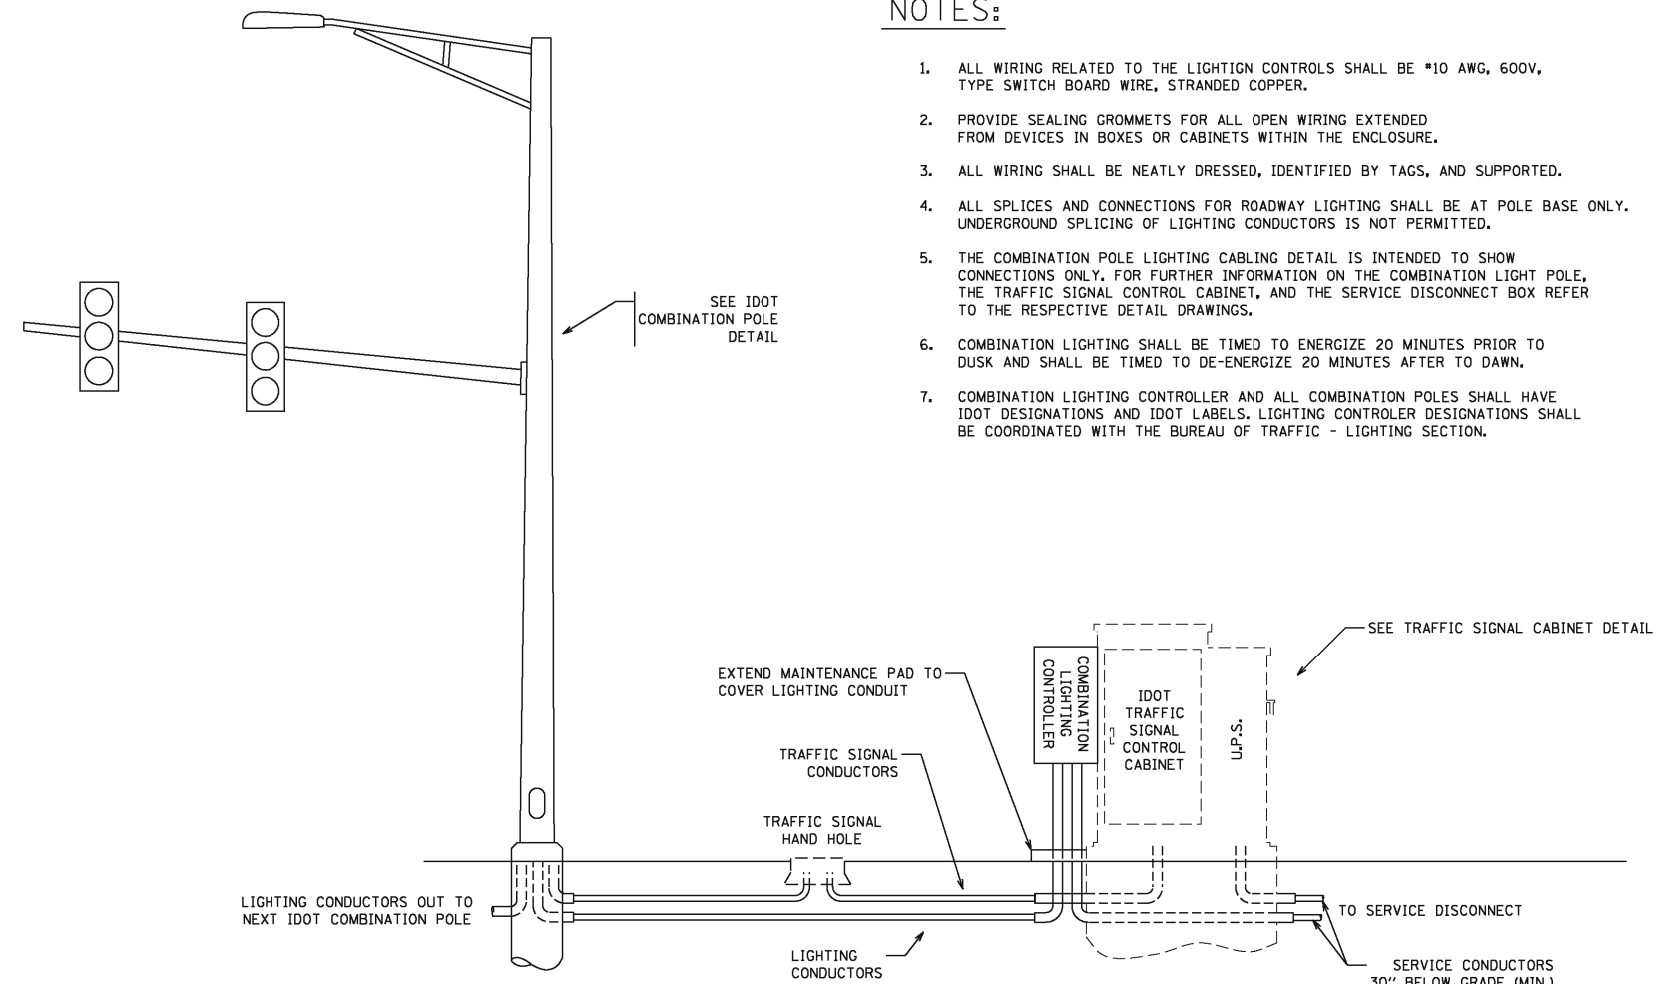 NOTES:
1. ALL WIRING RELATED TO THE LIGHTIGN CONTROLS SHALL BE #10 AWG, 600V,
TYPE SWITCH BOARD WIRE, STRANDED COPPER.
2. PROVIDE SEALING GROMMETS FOR ALL OPEN WIRING EXTENDED
FROM DEVICES IN BOXES OR CABINETS WITHIN THE ENCLOSURE.
3. ALL WIRING SHALL BE NEATLY DRESSED, IDENTIFIED BY TAGS, AND SUPPORTED.
4. ALL SPLICES AND CONNECTIONS FOR ROADWAY LIGHTING SHALL BE AT POLE BASE ONLY.
UNDERGROUND SPLICING OF LIGHTING CONDUCTORS IS NOT PERMITTED.
5. THE COMBINATION POLE LIGHTING CABLING DETAIL IS INTENDED TO SHOW
CONNECTIONS ONLY. FOR FURTHER INFORMATION ON THE COMBINATION LIGHT POLE,
THE TRAFFIC SIGNAL CONTROL CABINET, AND THE SERVICE DISCONNECT BOX REFER
TO THE RESPECTIVE DETAIL DRAWINGS.
6. COMBINATION LIGHTING SHALL BE TIMED TO ENERGIZE 20 MINUTES PRIOR TO
DUSK AND SHALL BE TIMED TO DE-ENERGIZE 20 MINUTES AFTER TO DAWN.
7. COMBINATION LIGHTING CONTROLLER AND ALL COMBINATION POLES SHALL HAVE
IDOT DESIGNATIONS AND IDOT LABELS. LIGHTING CONTROLER DESIGNATIONS SHALL
BE COORDINATED WITH THE BUREAU OF TRAFFIC - LIGHTING SECTION.
SEE IDOT
COMBINATION POLE
DETAIL
SEE TRAFFIC SIGNAL CABINET DETAIL
EXTEND MAINTENANCE PAD TO
COVER LIGHTING CONDUIT
COMBINATION
LIGHTING
CONTROLLER
IDOT
TRAFFIC
SIGNAL
CONTROL
CABINET
U.P.S.
TRAFFIC SIGNAL
CONDUCTORS
TRAFFIC SIGNAL
HAND HOLE
LIGHTING CONDUCTORS OUT TO
NEXT IDOT COMBINATION POLE
TO SERVICE DISCONNECT
LIGHTING
CONDUCTORS
SERVICE CONDUCTORS
30" BELOW GRADE (MIN.)